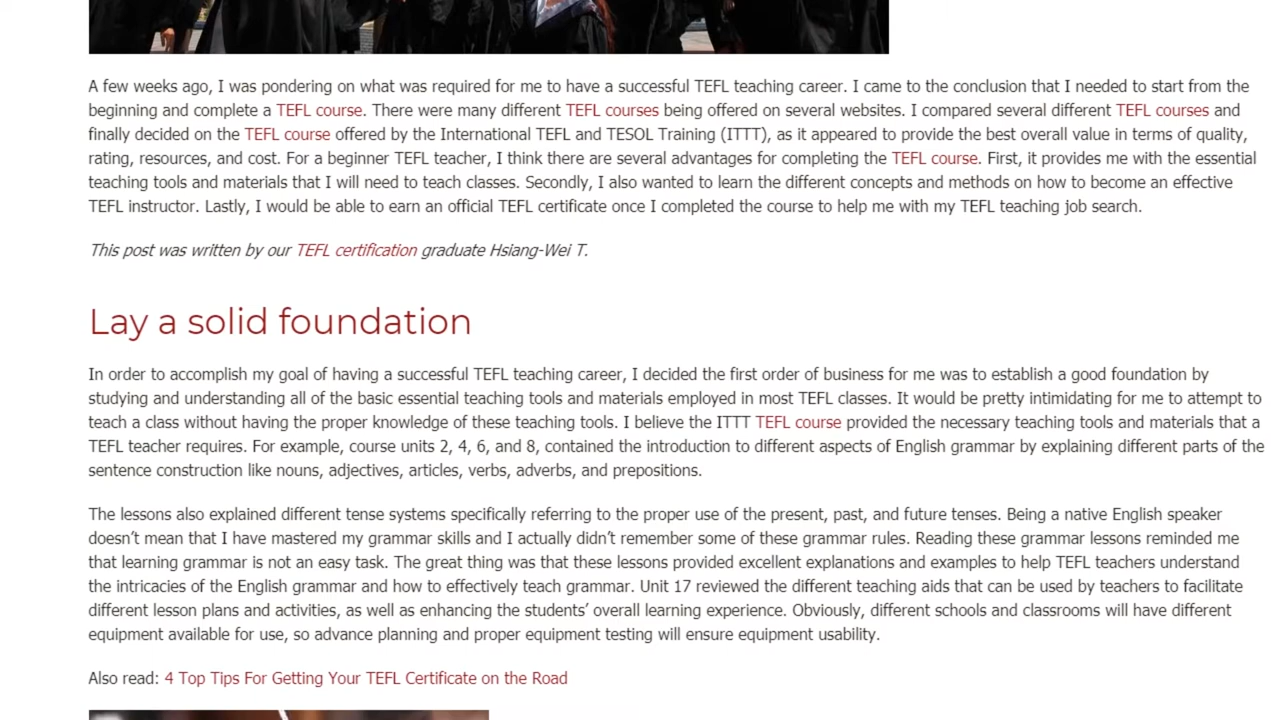 A few weeks ago, I was pondering on what was required for me to have a successful TEFL teaching career. I came to the conclusion that I needed to start from the
beginning and complete a TEFL course. There were many different TEFL courses being offered on several websites. I compared several different TEFL courses and
finally decided on the TEFL course offered by the International TEFL and TESOL Training (ITTT), as it appeared to provide the best overall value in terms of quality,
rating, resources, and cost. For a beginner TEFL teacher, I think there are several advantages for completing the TEFL course. First, it provides me with the essential
teaching tools and materials that I will need to teach classes. Secondly, I also wanted to learn the different concepts and methods on how to become an effective
TEFL instructor. Lastly, I would be able to earn an official TEFL certificate once I completed the course to help me with my TEFL teaching job search.
This post was written by our TEFL certification graduate Hsiang-Wei T.
Lay a solid foundation
In order to accomplish my goal of having a successful TEFL teaching career, I decided the first order of business for me was to establish a good foundation by
studying and understanding all of the basic essential teaching tools and materials employed in most TEFL classes. It would be pretty intimidating for me to attempt to
teach a class without having the proper knowledge of these teaching tools. I believe the ITTT TEFL course provided the necessary teaching tools and materials that a
TEFL teacher requires. For example, course units 2, 4, 6, and 8, contained the introduction to different aspects of English grammar by explaining different parts of the
sentence construction like nouns, adjectives, articles, verbs, adverbs, and prepositions.
The lessons also explained different tense systems specifically referring to the proper use of the present, past, and future tenses. Being a native English speaker
doesn't mean that I have mastered my grammar skills and I actually didn't remember some of these grammar rules. Reading these grammar lessons reminded me
that learning grammar is not an easy task. The great thing was that these lessons provided excellent explanations and examples to help TEFL teachers understand
the intricacies of the English grammar and how to effectively teach grammar. Unit 17 reviewed the different teaching aids that can be used by teachers to facilitate
different lesson plans and activities, as well as enhancing the students' overall learning experience. Obviously, different schools and classrooms will have different
equipment available for use, so advance planning and proper equipment testing will ensure equipment usability.
Also read: 4 Top Tips For Getting Your TEFL Certificate on the Road